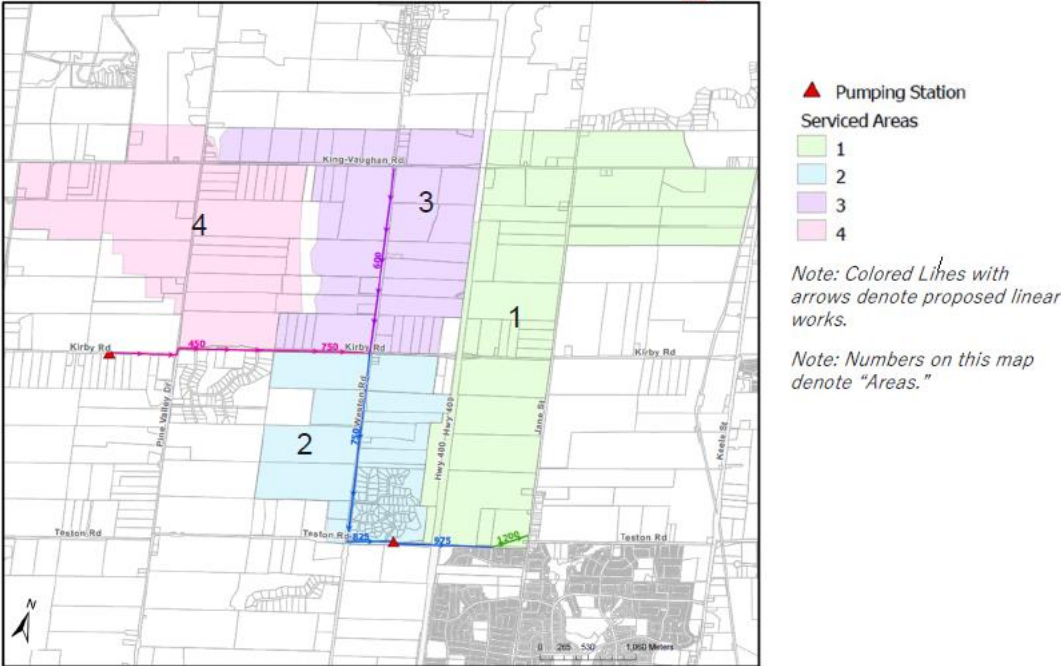 King-Vaughan Rd
3
4
600
1
Kirby Rd
450
750
Kirby Rd
Kirby Rd
Pine Valley Dr
Weston Rd
750
2
Hwy 400
Hwy 400
Jane St
Keele St
Teston Rd
Teston Rd
825
925
1200
Teston Rd
N
0 265 530 1,060 Meters
Pumping Station
Serviced Areas
1
2
3
4
Note: Colored Lines with
arrows denote proposed linear
works.
Note: Numbers on this map
denote “Areas.”